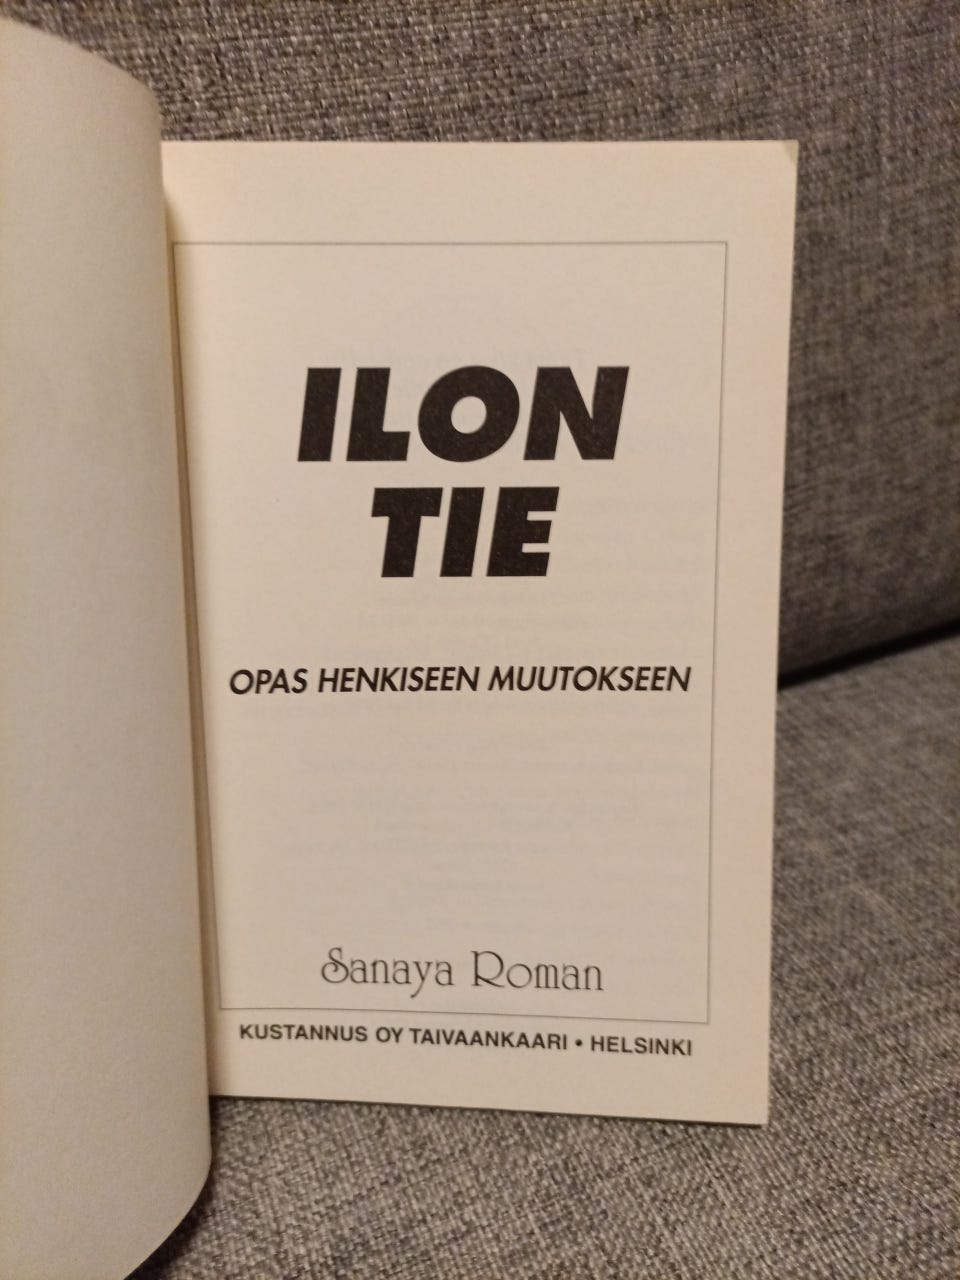 ILON
TIE
OPAS HENKISEEN MUUTOKSEEN
Sanaya Roman
KUSTANNUS OY TAIVAANKAARI • HELSINKI